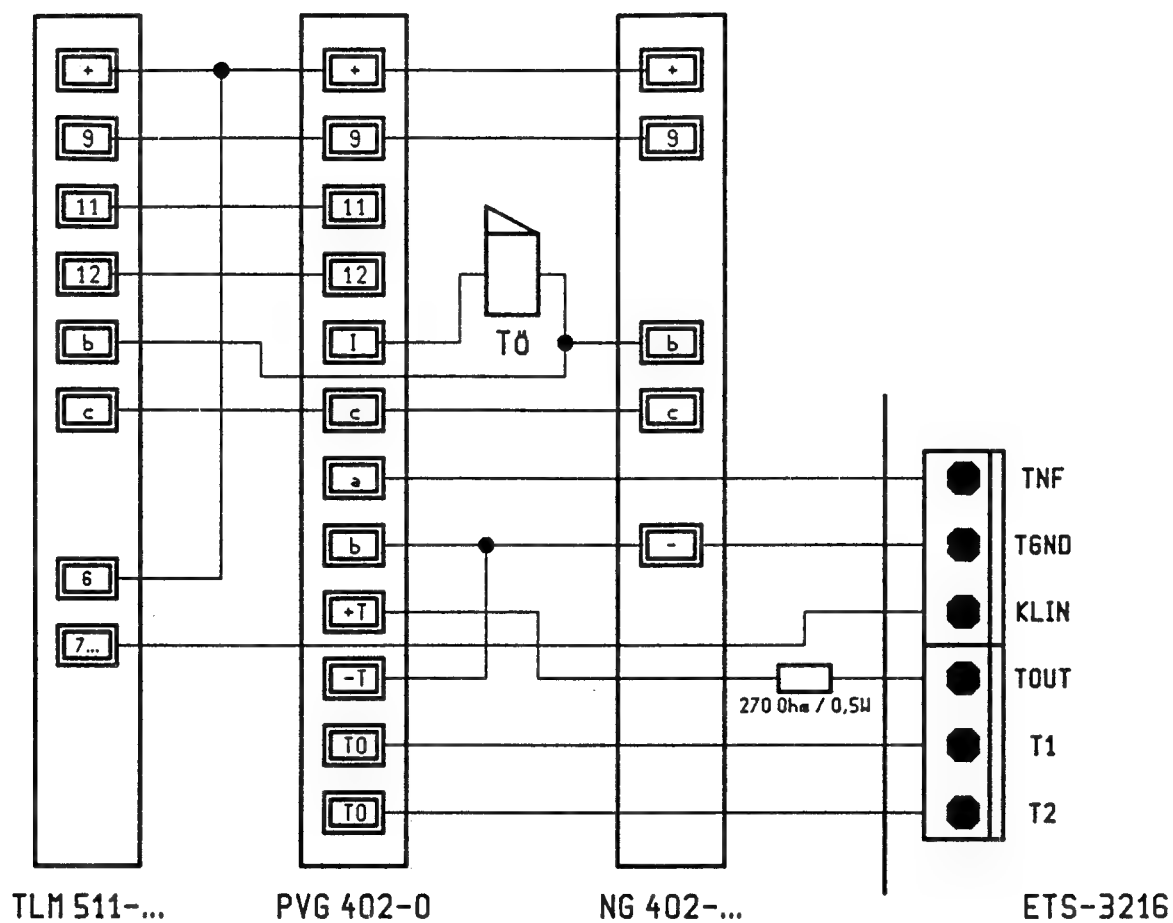 + + +
9 9 9
11 11
12 12
b I TÖ b
c c c
a TNF
b - TGND
6
+T KLIN
7...
-T 270 Ohm / 0,5W TOUT
T0 T1
T0 T2
TLM 511-... PVG 402-0 NG 402-... ETS-3216